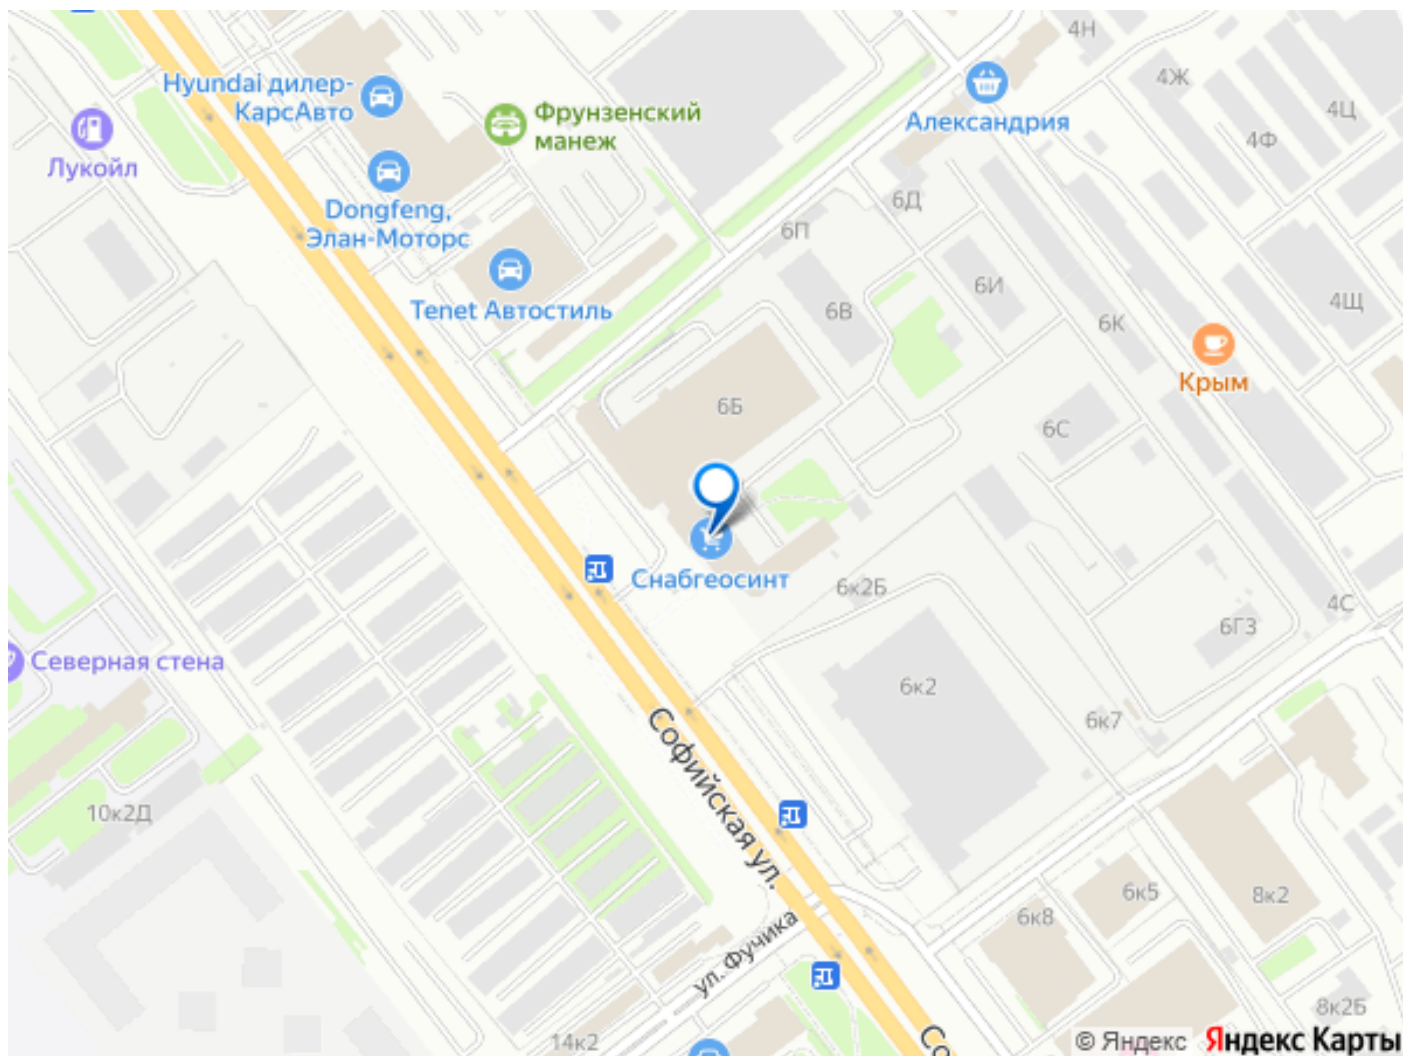 4Н
Hyundai дилер-
КарсАвто
4Ж
Фрунзенский
манеж
Александрия
4Ц
4Ф
Лукойл
6Д
Dongfeng,
Элан-Моторс
6П
6И
Tenet Автостиль
6В
4Щ
6К
Крым
6Б
6С
Снабгеосинт
6к2Б
4С
6Г3
Северная стена
6к2
6к7
Софийская ул.
10к2Д
6к5
8к2
6к8
ул. Фучика
8к2Б
14к2
Со
© Яндекс Яндекс Карты